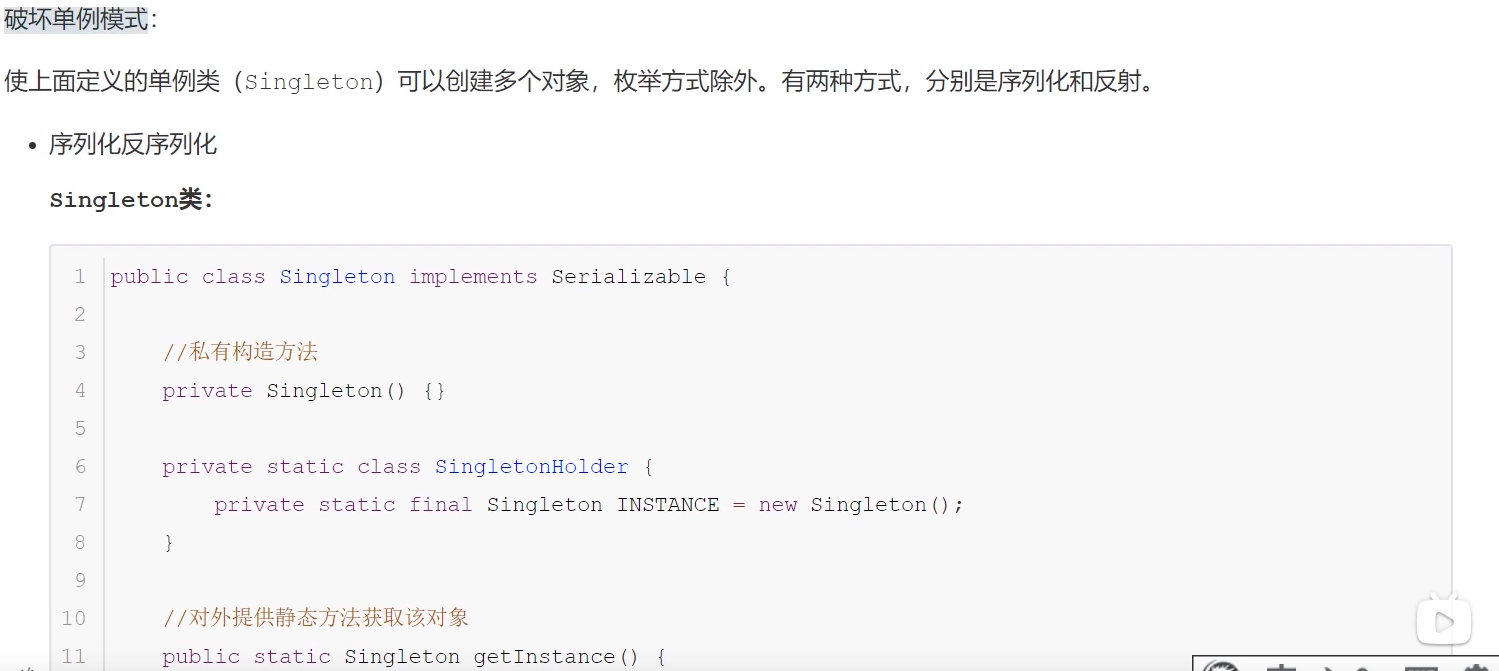 破坏单例模式：
使上面定义的单例类（Singleton）可以创建多个对象，枚举方式除外。有两种方式，分别是序列化和反射。
• 序列化反序列化
Singleton类：
1 public class Singleton implements Serializable {
2
3 //私有构造方法
4 private Singleton() {}
5
6 private static class SingletonHolder {
7 private static final Singleton INSTANCE = new Singleton();
8 }
9
10 //对外提供静态方法获取该对象
11 public static Singleton getInstance() {